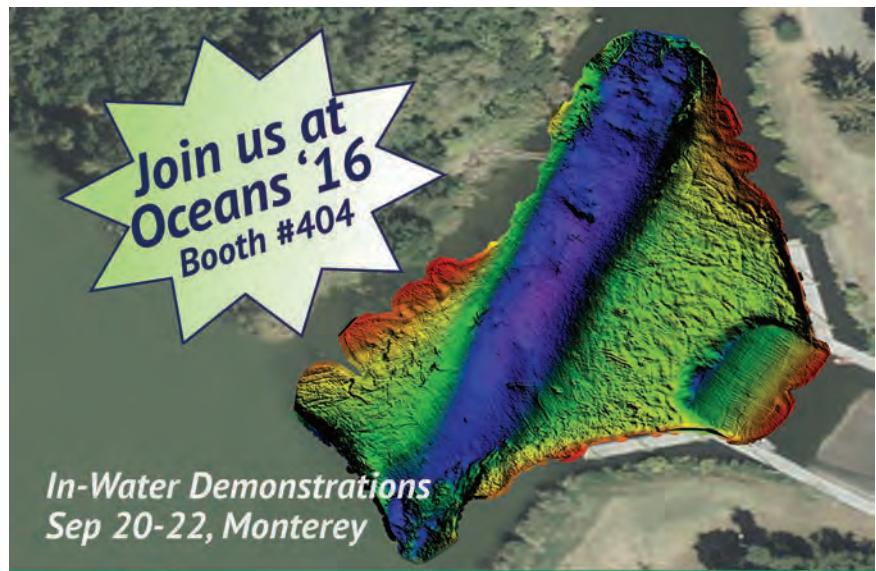 Join us at
Oceans ‘16
Booth #404
In-Water Demonstrations
Sep 20-22, Monterey